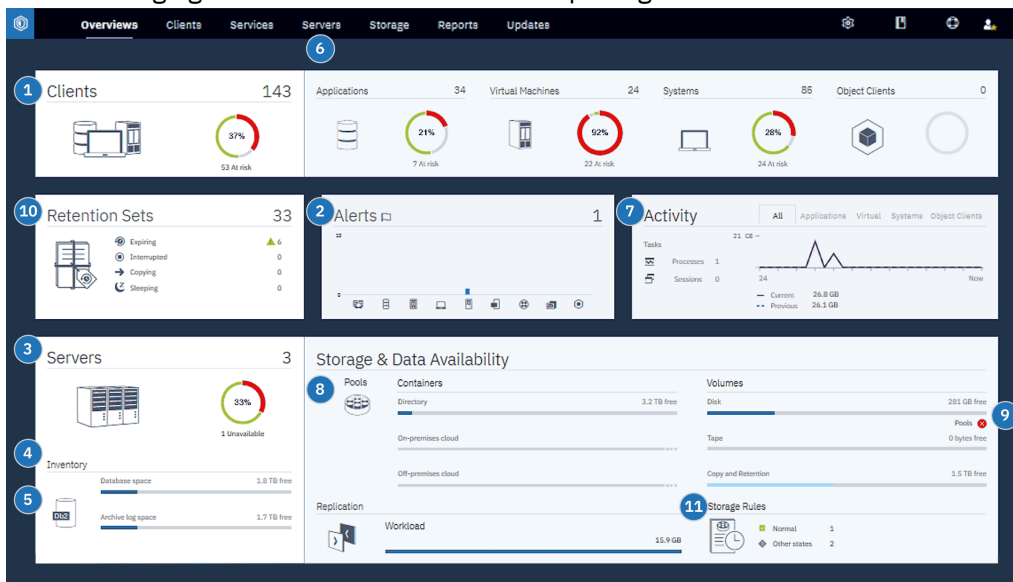 Overviews Clients Services Servers Storage Reports Updates
6
1 Clients 143
37%
53 At risk
Applications 34
21%
7 At risk
Virtual Machines 24
92%
22 At risk
Systems 85
28%
24 At risk
Object Clients 0
10 Retention Sets 33
Expiring 6
Interrupted 0
Copying 0
Sleeping 0
2 Alerts 1
0
7 Activity
All Applications Virtual Systems Object Clients
Tasks
Processes 1
Sessions 0
21 GB
24 Now
Current 26.8 GB
Previous 26.1 GB
3 Servers 3
33%
1 Unavailable
4
Inventory
Database space 1.8 TB free
5
Db2
Archive log space 1.7 TB free
Storage & Data Availability
8
Pools
Containers
Directory 3.2 TB free
On-premises cloud
Off-premises cloud
Volumes
Disk 281 GB free
Pools
9
Tape 0 bytes free
Copy and Retention 1.5 TB free
Replication
Workload
15.9 GB
11 Storage Rules
Normal 1
Other states 2